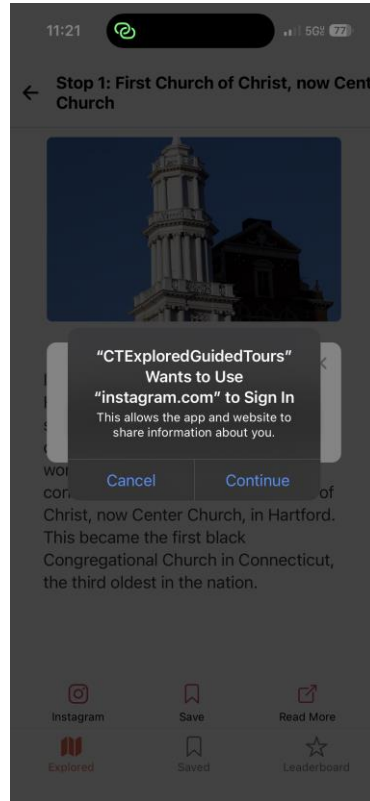 11:21
5G
77
Stop 1: First Church of Christ, now Cent
Church
"CTExploredGuidedTours"
Wants to Use
"instagram.com" to Sign In
This allows the app and website to
share information about you.
Cancel
Continue
of
Christ, now Center Church, in Hartford.
This became the first black
Congregational Church in Connecticut,
the third oldest in the nation.
Instagram
Save
Read More
Explored
Saved
Leaderboard